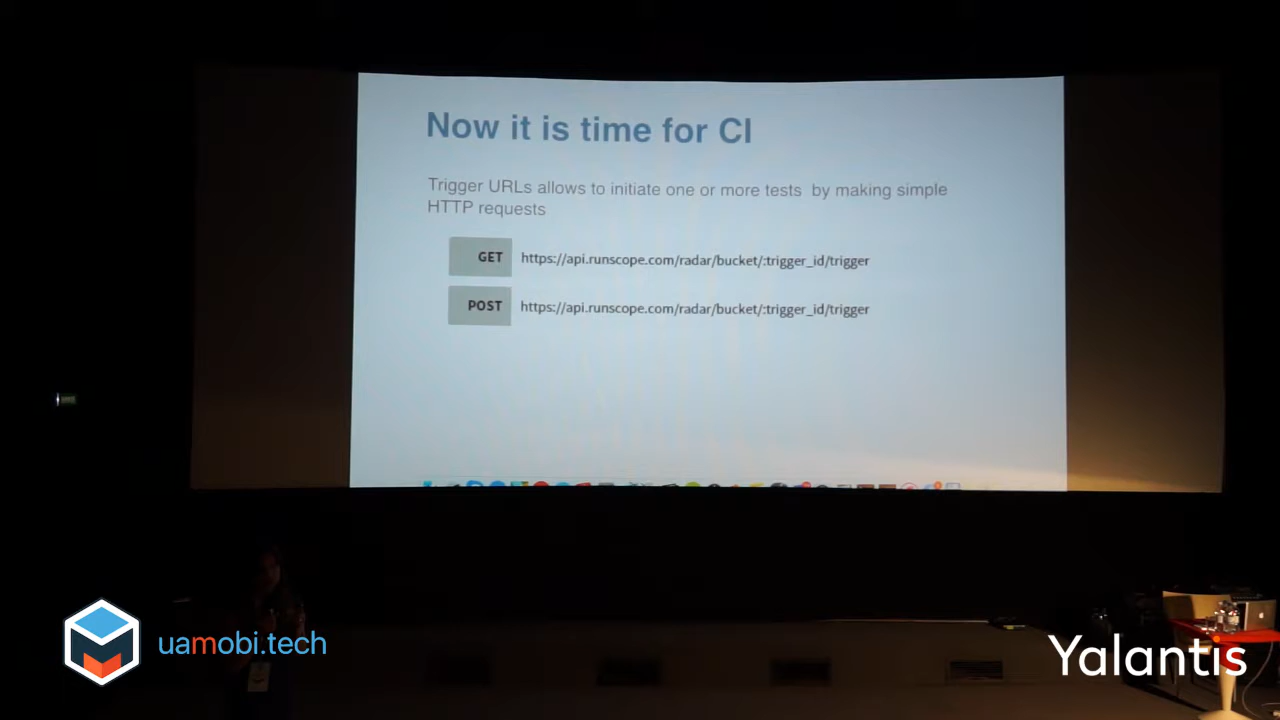 Now it is time for CI
Trigger URLs allows to initiate one or more tests by making simple
HTTP requests
GET https://api.runscope.com/radar/bucket/:trigger_id/trigger
POST https://api.runscope.com/radar/bucket/:trigger_id/trigger
uamobi.tech
Yalantis